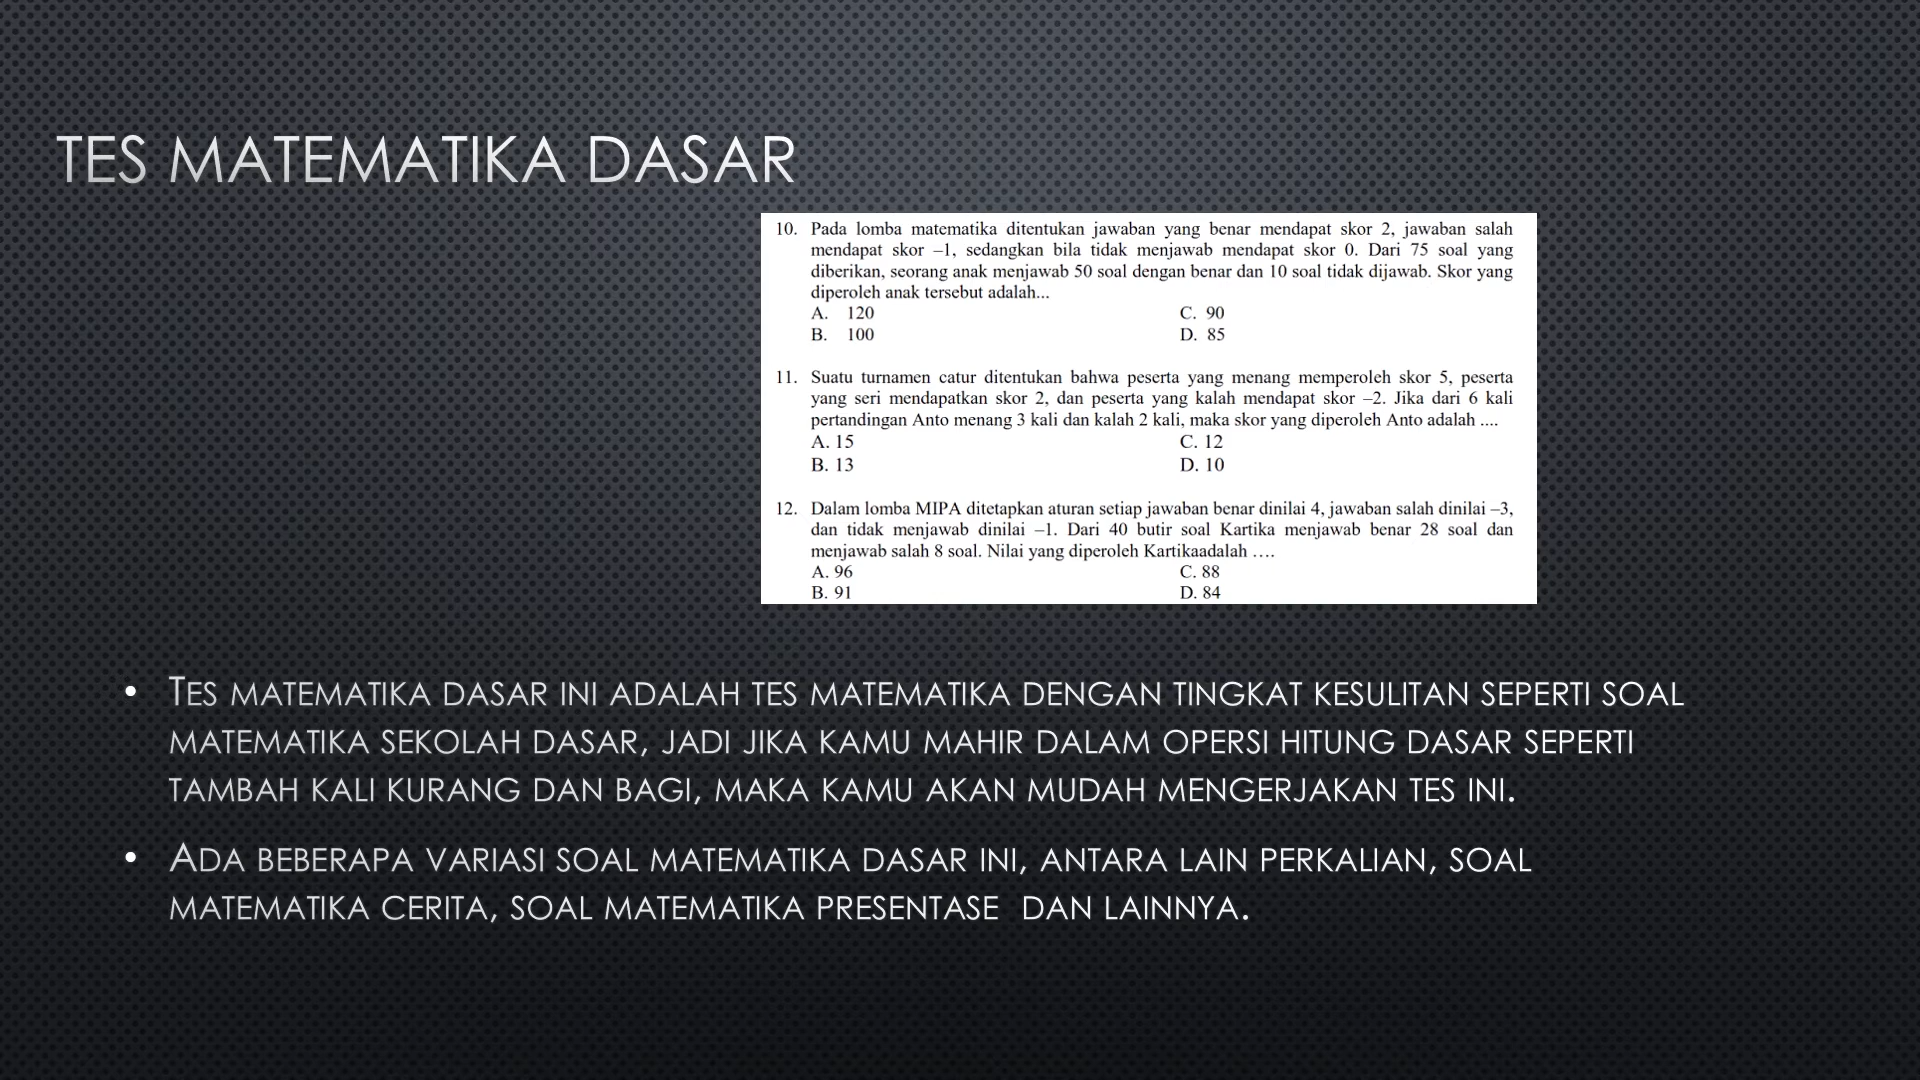 TES MATEMATIKA DASAR
10. Pada lomba matematika ditentukan jawaban yang benar mendapat skor 2, jawaban salah
mendapat skor –1, sedangkan bila tidak menjawab mendapat skor 0. Dari 75 soal yang
diberikan, seorang anak menjawab 50 soal dengan benar dan 10 soal tidak dijawab. Skor yang
diperoleh anak tersebut adalah...
A. 120 C. 90
B. 100 D. 85
11. Suatu turnamen catur ditentukan bahwa peserta yang menang memperoleh skor 5, peserta
yang seri mendapatkan skor 2, dan peserta yang kalah mendapat skor –2. Jika dari 6 kali
pertandingan Anto menang 3 kali dan kalah 2 kali, maka skor yang diperoleh Anto adalah ....
A. 15 C. 12
B. 13 D. 10
12. Dalam lomba MIPA ditetapkan aturan setiap jawaban benar dinilai 4, jawaban salah dinilai –3,
dan tidak menjawab dinilai –1. Dari 40 butir soal Kartika menjawab benar 28 soal dan
menjawab salah 8 soal. Nilai yang diperoleh Kartikaadalah ….
A. 96 C. 88
B. 91 D. 84
• TES MATEMATIKA DASAR INI ADALAH TES MATEMATIKA DENGAN TINGKAT KESULITAN SEPERTI SOAL
MATEMATIKA SEKOLAH DASAR, JADI JIKA KAMU MAHIR DALAM OPERSI HITUNG DASAR SEPERTI
TAMBAH KALI KURANG DAN BAGI, MAKA KAMU AKAN MUDAH MENGERJAKAN TES INI.
• ADA BEBERAPA VARIASI SOAL MATEMATIKA DASAR INI, ANTARA LAIN PERKALIAN, SOAL
MATEMATIKA CERITA, SOAL MATEMATIKA PRESENTASE DAN LAINNYA.